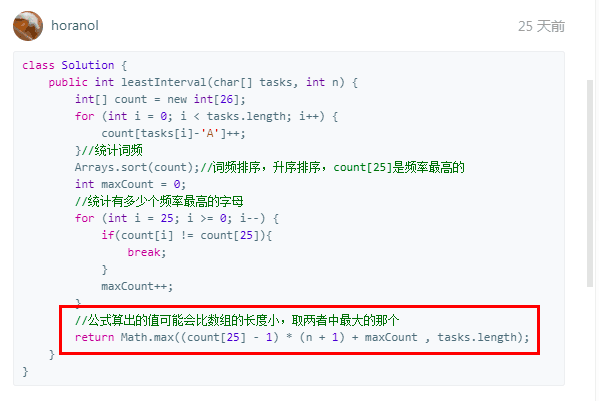 horanol
25 天前
class Solution {
    public int leastInterval(char[] tasks, int n) {
        int[] count = new int[26];
        for (int i = 0; i < tasks.length; i++) {
            count[tasks[i]-'A']++;
        }//统计词频
        Arrays.sort(count);//词频排序，升序排序，count[25]是频率最高的
        int maxCount = 0;
        //统计有多少个频率最高的字母
        for (int i = 25; i >= 0; i--) {
            if(count[i] != count[25]){
                break;
            }
            maxCount++;
        }
        //公式算出的值可能会比数组的长度小，取两者中最大的那个
        return Math.max((count[25] - 1) * (n + 1) + maxCount , tasks.length);
    }
}